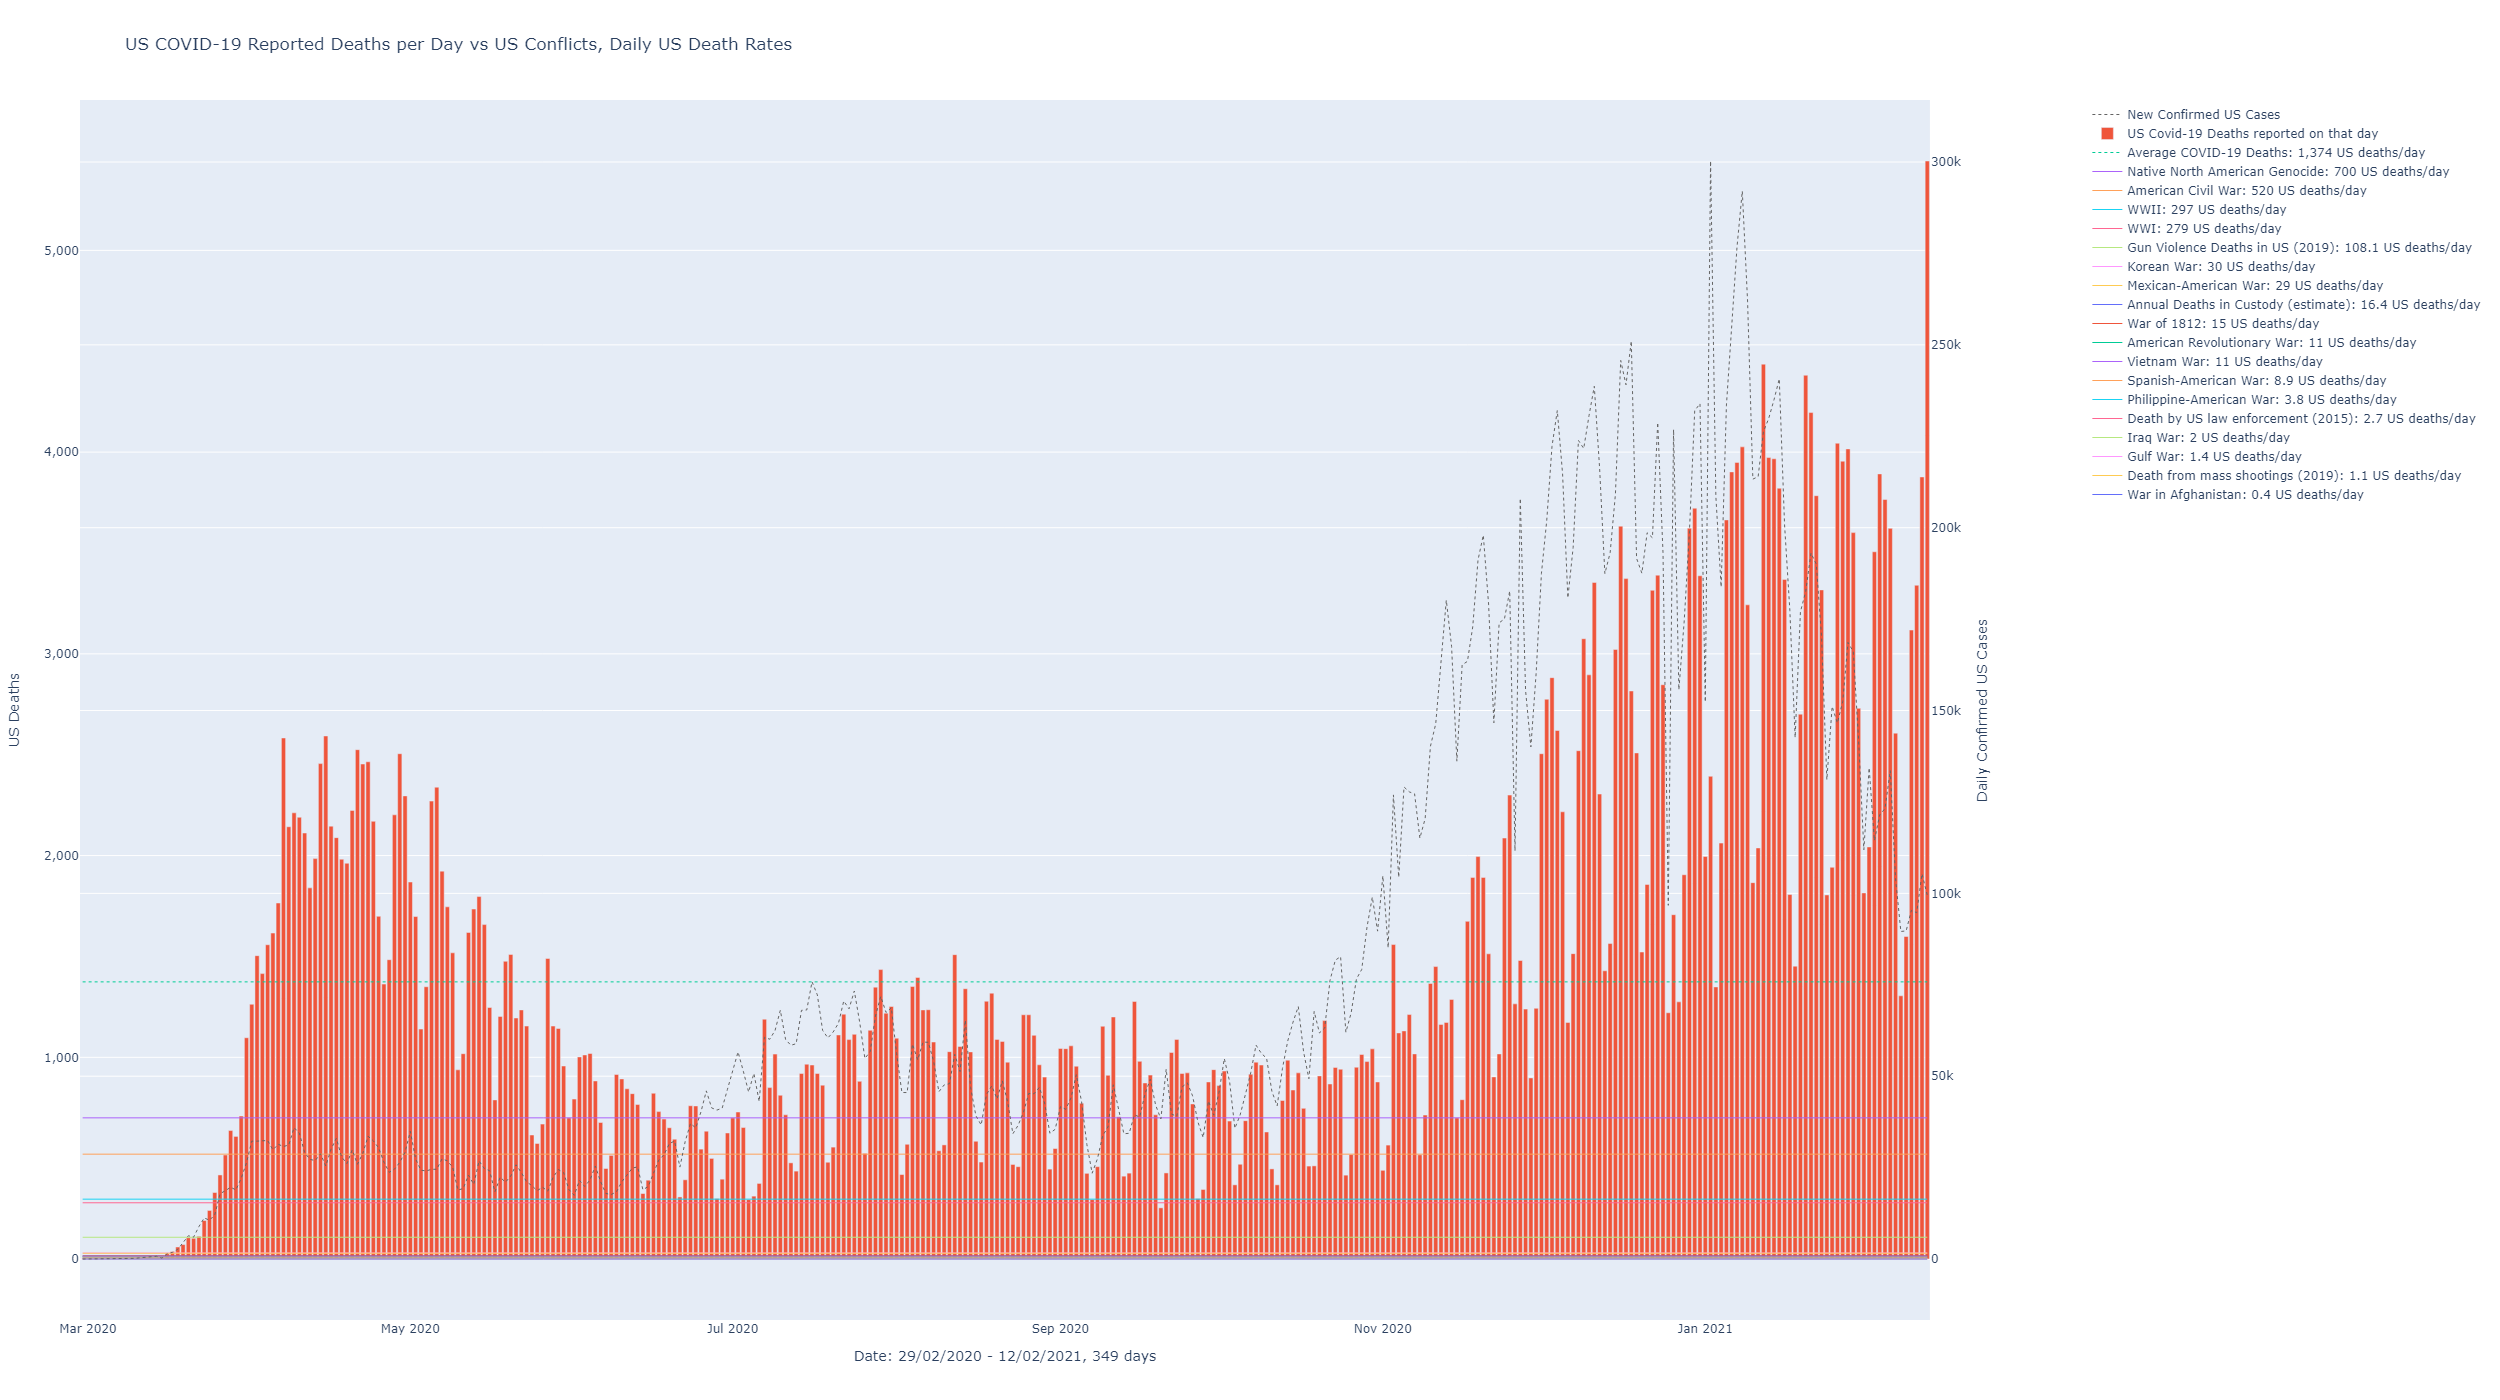 US COVID-19 Reported Deaths per Day vs US Conflicts, Daily US Death Rates
New Confirmed US Cases
US Covid-19 Deaths reported on that day
Average COVID-19 Deaths: 1,374 US deaths/day
Native North American Genocide: 700 US deaths/day
American Civil War: 520 US deaths/day
WWII: 297 US deaths/day
WWI: 279 US deaths/day
Gun Violence Deaths in US (2019): 108.1 US deaths/day
Korean War: 30 US deaths/day
Mexican-American War: 29 US deaths/day
Annual Deaths in Custody (estimate): 16.4 US deaths/day
War of 1812: 15 US deaths/day
American Revolutionary War: 11 US deaths/day
Vietnam War: 11 US deaths/day
Spanish-American War: 8.9 US deaths/day
Philippine-American War: 3.8 US deaths/day
Death by US law enforcement (2015): 2.7 US deaths/day
Iraq War: 2 US deaths/day
Gulf War: 1.4 US deaths/day
Death from mass shootings (2019): 1.1 US deaths/day
War in Afghanistan: 0.4 US deaths/day
US Deaths
5,000
4,000
3,000
2,000
1,000
0
300k
250k
200k
150k
100k
50k
0
Daily Confirmed US Cases
Mar 2020
May 2020
Jul 2020
Sep 2020
Nov 2020
Jan 2021
Date: 29/02/2020 - 12/02/2021, 349 days